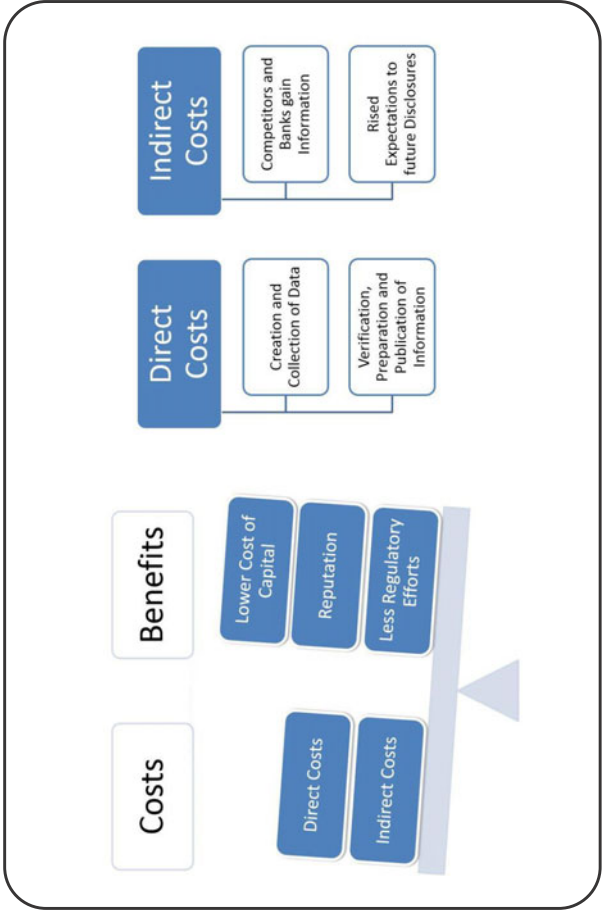 Costs
Benefits
Direct Costs
Indirect Costs
Lower Cost of
Capital
Reputation
Less Regulatory
Efforts
Direct
Costs
Creation and
Collection of Data
Verification,
Preparation and
Publication of
Information
Indirect
Costs
Competitors and
Banks gain
Information
Rised
Expectations to
future Disclosures